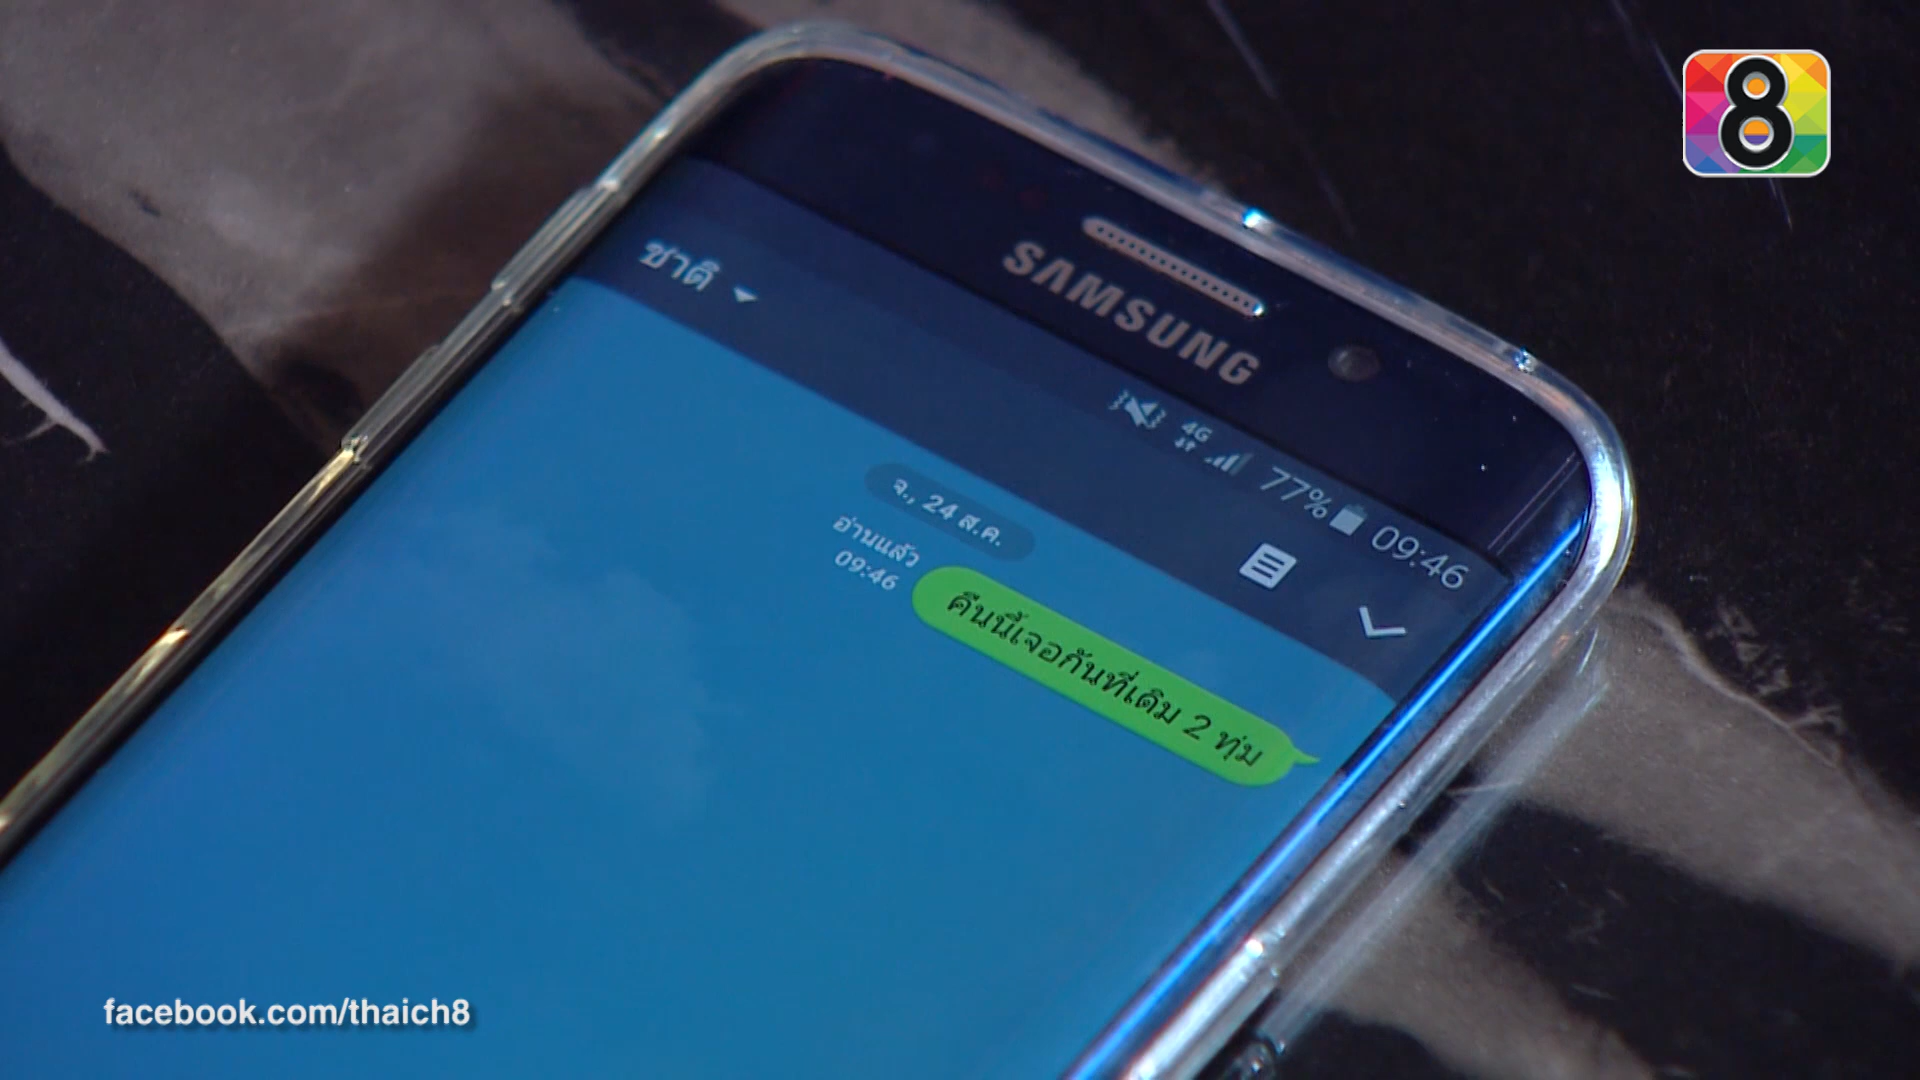 8
SAMSUNG
4G 77% 09:46
ชาติ
จ., 24 ส.ค.
อ่านแล้ว
09:46
คืนนี้เจอกันที่เดิม 2 ทุ่ม
facebook.com/thaich8